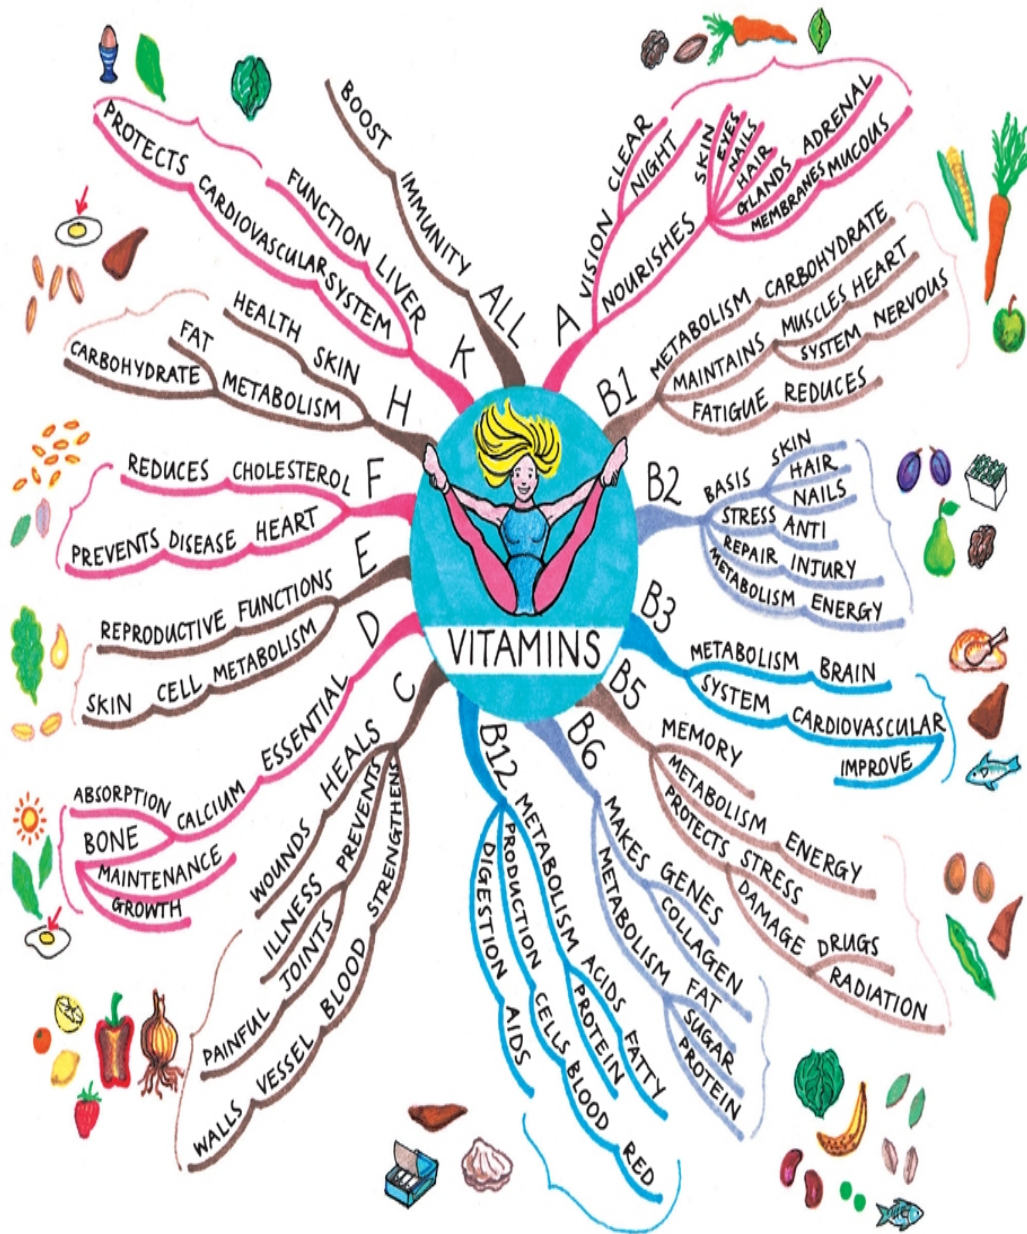 VITAMINS
ALL
IMMUNITY
BOOST
A
VISION
CLEAR
NIGHT
NOURISHES
SKIN
EYES
NAILS
HAIR
GLANDS ADRENAL
MEMBRANES MUCOUS
B1
METABOLISM CARBOHYDRATE
MAINTAINS
MUSCLES HEART
SYSTEM NERVOUS
FATIGUE REDUCES
B2
BASIS
SKIN
HAIR
NAILS
STRESS ANTI
REPAIR INJURY
METABOLISM ENERGY
B3
METABOLISM BRAIN
SYSTEM CARDIOVASCULAR
IMPROVE
B5
MEMORY
METABOLISM ENERGY
PROTECTS STRESS
DAMAGE DRUGS
RADIATION
B6
MAKES GENES
COLLAGEN
METABOLISM FAT
SUGAR
PROTEIN
B12
METABOLISM ACIDS FATTY
PROTEIN
PRODUCTION CELLS BLOOD RED
DIGESTION AIDS
C
HEALS
WOUNDS
PREVENTS
ILLNESS
JOINTS
PAINFUL
STRENGTHENS
BLOOD
VESSEL
WALLS
D
ESSENTIAL
CALCIUM
ABSORPTION
BONE
MAINTENANCE
GROWTH
E
REPRODUCTIVE FUNCTIONS
SKIN CELL METABOLISM
F
REDUCES CHOLESTEROL
PREVENTS DISEASE HEART
H
HEALTH SKIN
FAT
CARBOHYDRATE METABOLISM
K
FUNCTION LIVER
PROTECTS CARDIOVASCULAR SYSTEM